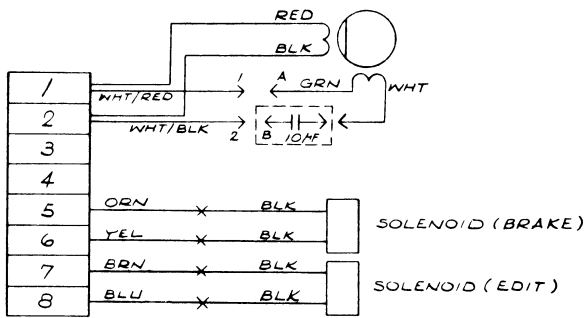 RED
BLK
1 A GRN WHT
1 WHT/RED
2 WHT/BLK 2 B 10µF
3
4
5 ORN BLK
SOLENOID (BRAKE)
6 YEL BLK
7 BRN BLK
SOLENOID (EDIT)
8 BLU BLK